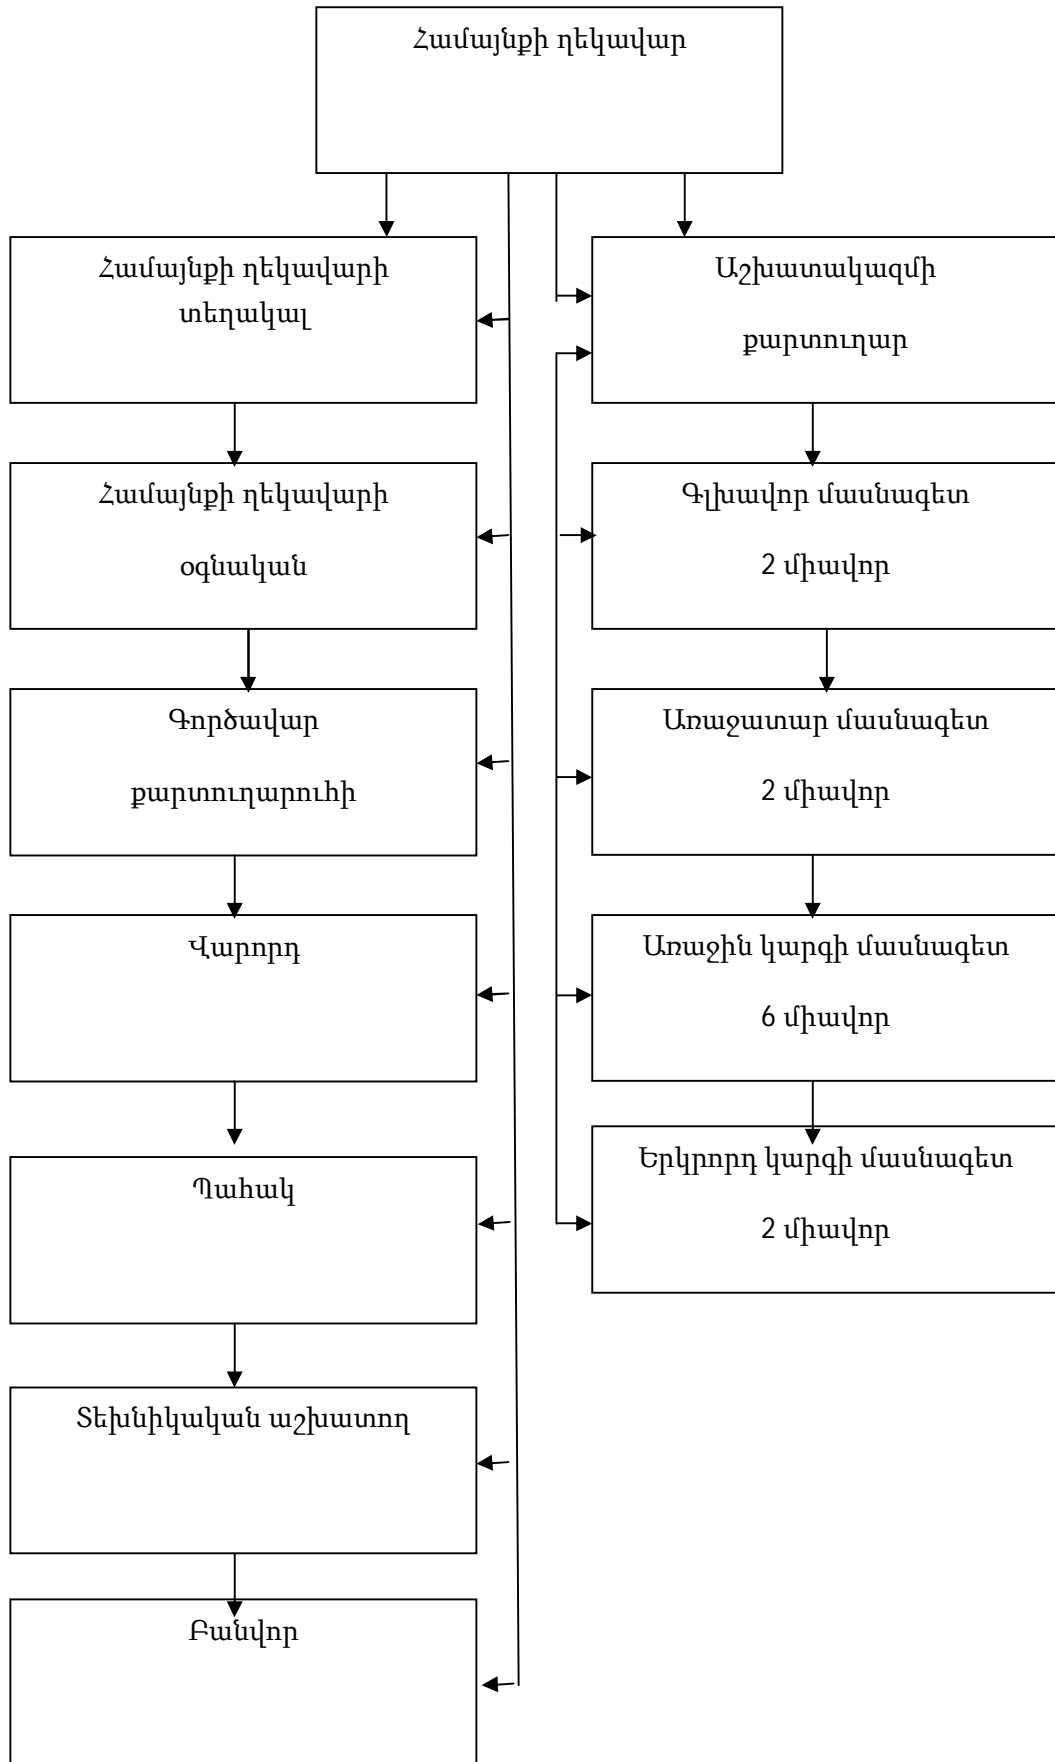 Համայնքի ղեկավար
Համայնքի ղեկավարի
տեղակալ
Համայնքի ղեկավարի
օգնական
Գործավար
քարտուղարուհի
Վարորդ
Պահակ
Տեխնիկական աշխատող
Բանվոր
Աշխատակազմի
քարտուղար
Գլխավոր մասնագետ
2 միավոր
Առաջատար մասնագետ
2 միավոր
Առաջին կարգի մասնագետ
6 միավոր
Երկրորդ կարգի մասնագետ
2 միավոր